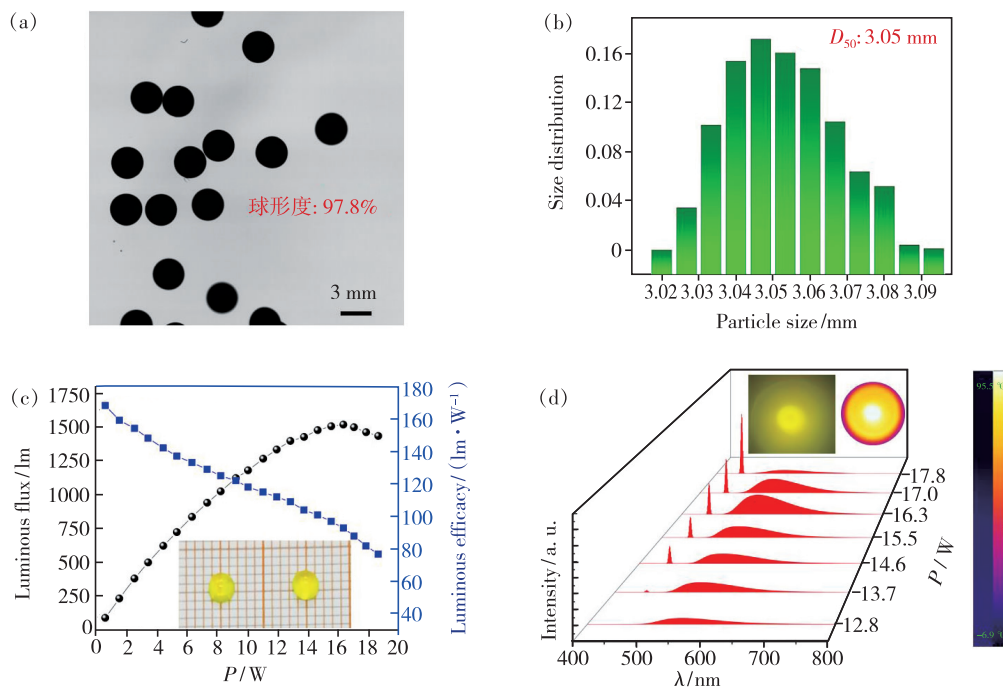 (a)
球形度: 97.8%
3 mm
(b)
D50: 3.05 mm
Size distribution
0.16
0.12
0.08
0.04
0
3.02 3.03 3.04 3.05 3.06 3.07 3.08 3.09
Particle size/mm
(c)
Luminous flux/lm
1750
1500
1250
1000
750
500
250
0
0 2 4 6 8 10 12 14 16 18 20
P/W
180
160
140
120
100
80
60
40
Luminous efficacy/(lm·W⁻¹)
(d)
Intensity/a. u.
400 500 600 700 800
λ/nm
17.8
17.0
16.3
15.5
14.6
13.7
12.8
P/W
95.5 ℃
-6.9 ℃